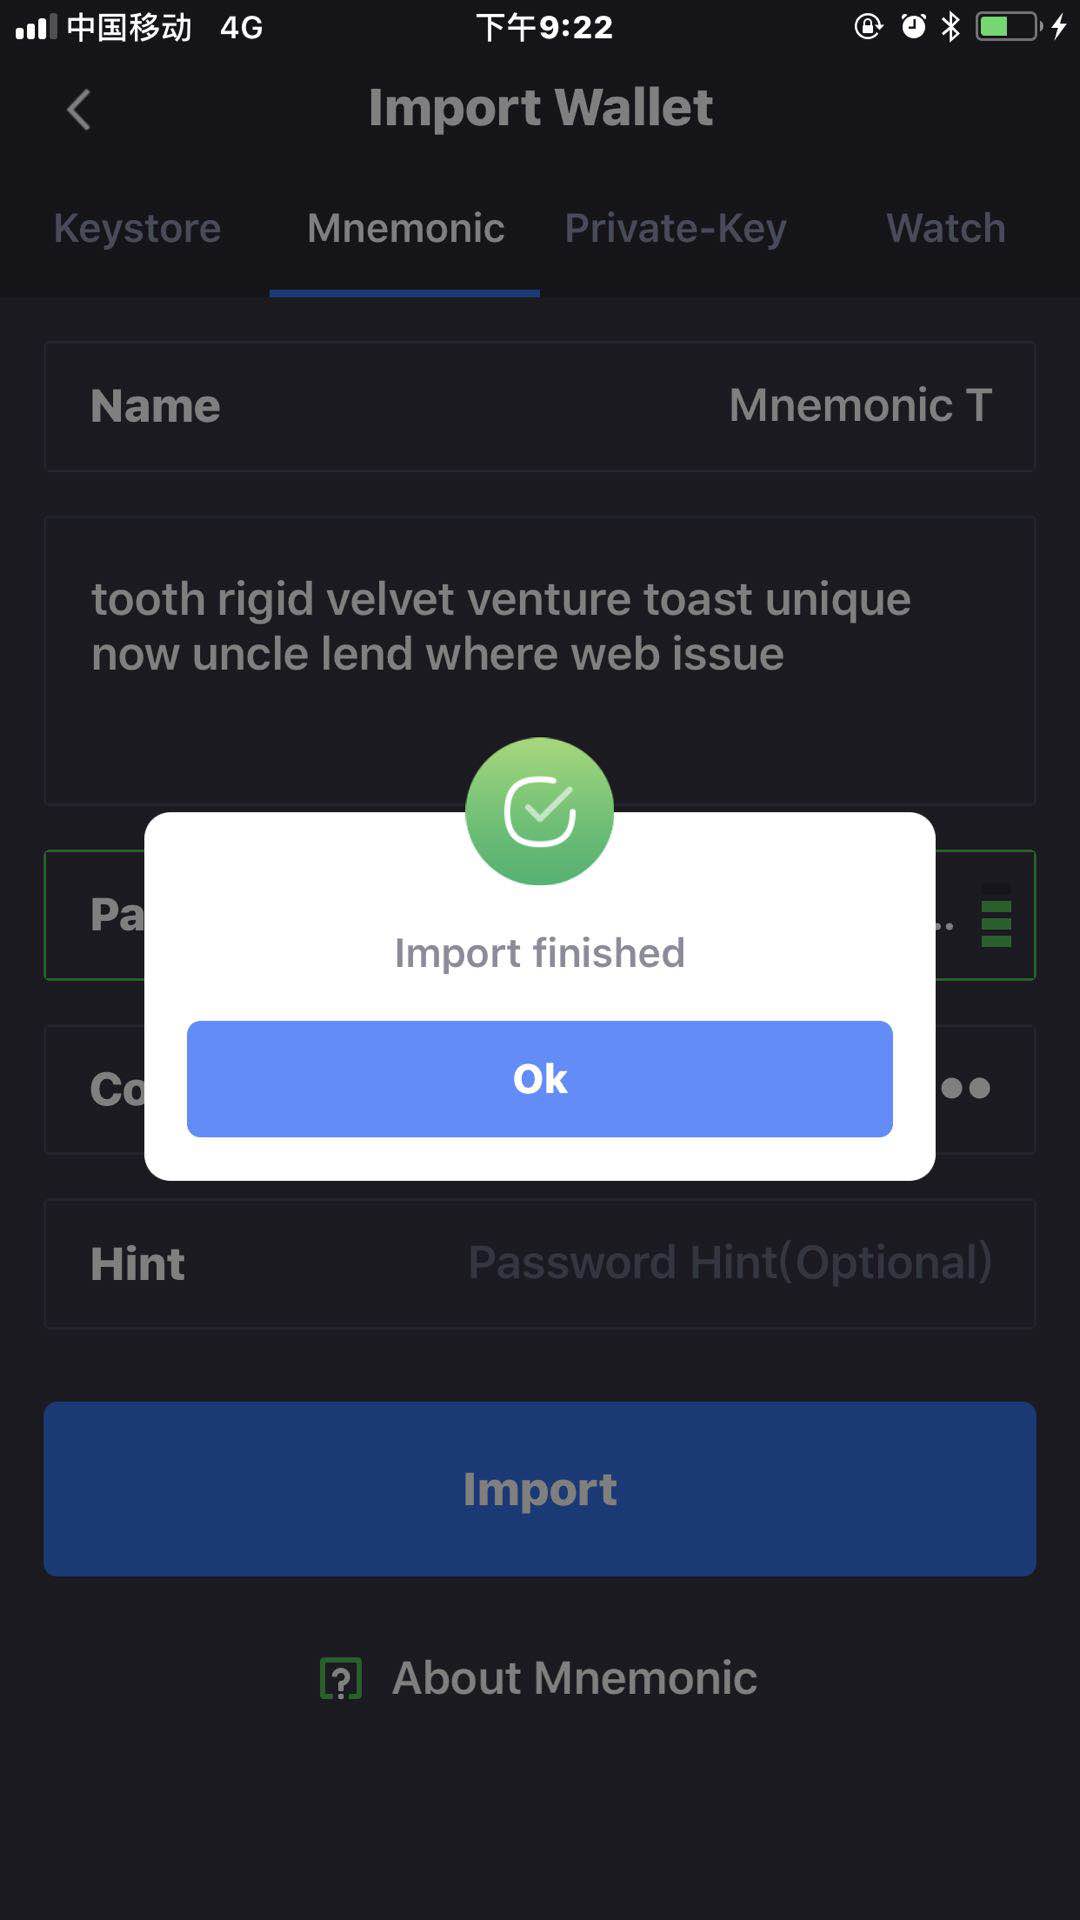 中国移动 4G 下午9:22
Import Wallet
Keystore Mnemonic Private-Key Watch
Name Mnemonic T
tooth rigid velvet venture toast unique
now uncle lend where web issue
Pa
Import finished
Ok
Co
Hint Password Hint(Optional)
Import
? About Mnemonic